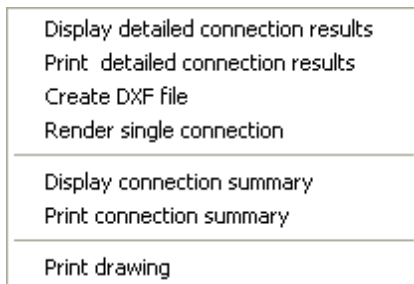 Display detailed connection results
Print detailed connection results
Create DXF file
Render single connection
Display connection summary
Print connection summary
Print drawing